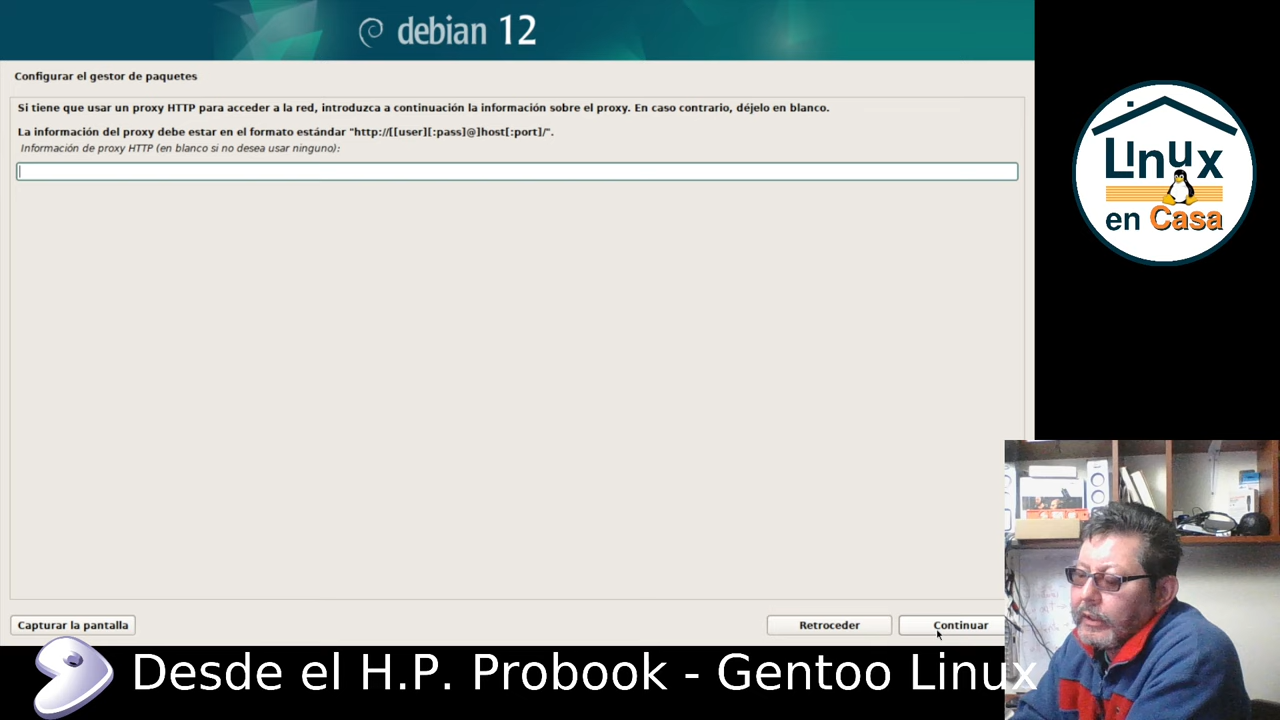 debian 12
Configurar el gestor de paquetes
Si tiene que usar un proxy HTTP para acceder a la red, introduzca a continuación la información sobre el proxy. En caso contrario, déjelo en blanco.
La información del proxy debe estar en el formato estándar "http://[[user][:pass]@]host[:port]/".
Información de proxy HTTP (en blanco si no desea usar ninguno):
Capturar la pantalla
Retroceder
Continuar
Linux
en Casa
Desde el H.P. Probook - Gentoo Linux